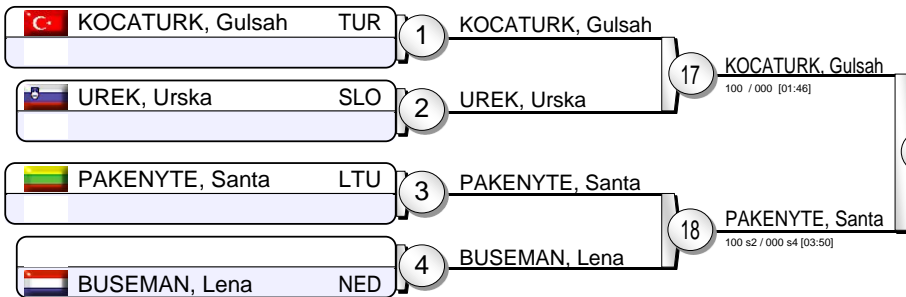 KOCATURK, Gulsah TUR
1
KOCATURK, Gulsah
17
KOCATURK, Gulsah
100 / 000 [01:46]
UREK, Urska SLO
2
UREK, Urska
PAKENYTE, Santa LTU
3
PAKENYTE, Santa
18
PAKENYTE, Santa
100 s2 / 000 s4 [03:50]
BUSEMAN, Lena NED
4
BUSEMAN, Lena